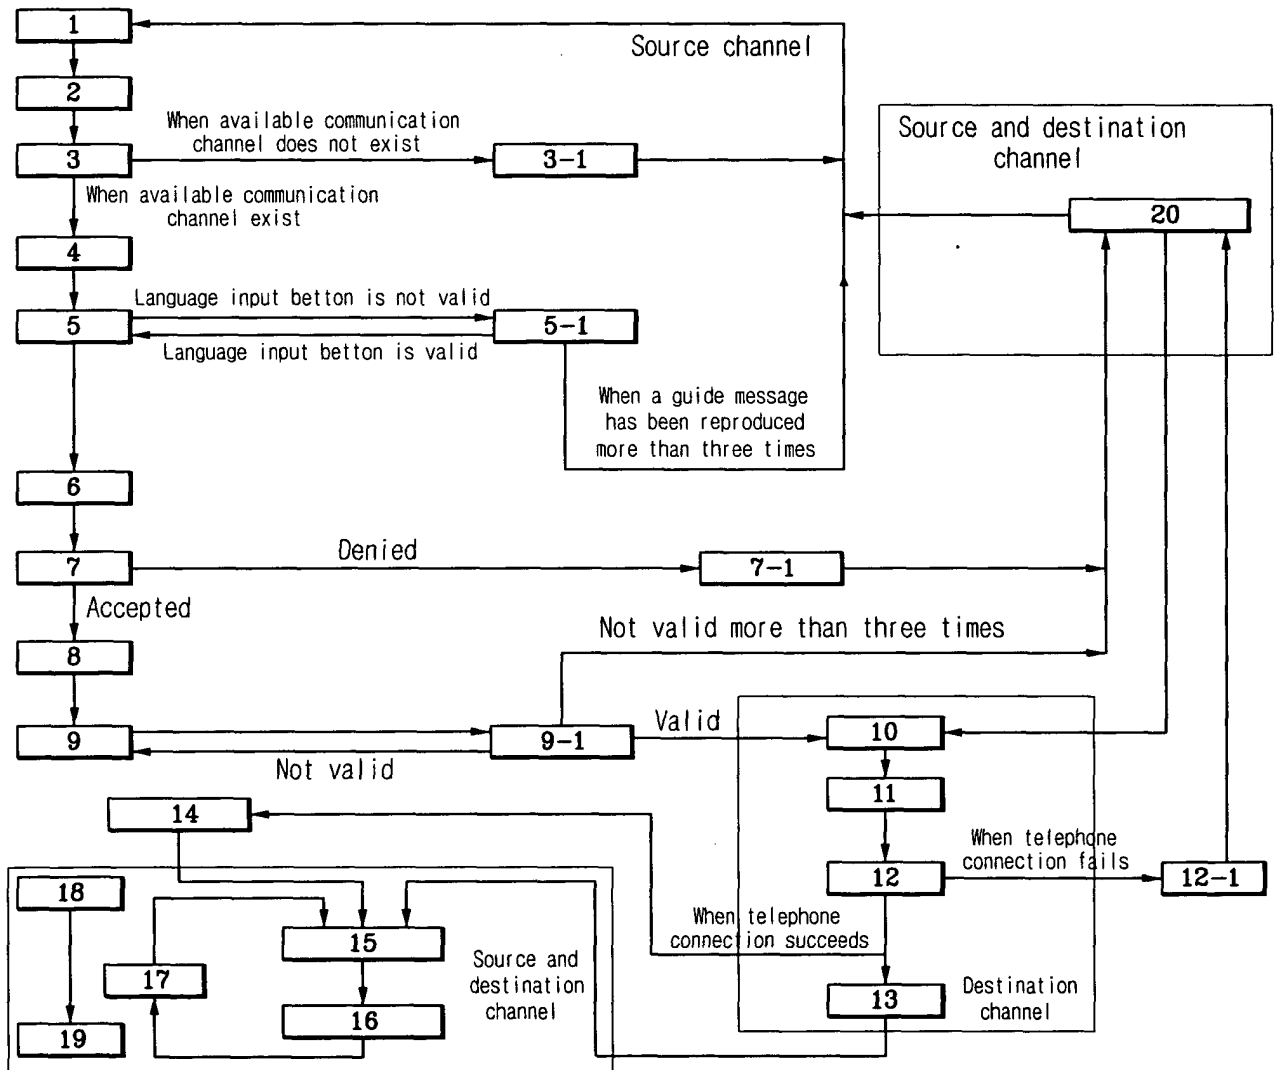 1
Source channel
2
When available communication
channel does not exist
3
3-1
Source and destination
channel
When available communication
channel exist
20
4
Language input betton is not valid
5
5-1
Language input betton is valid
When a guide message
has been reproduced
more than three times
6
Denied
7
7-1
Accepted
Not valid more than three times
8
Valid
9
9-1
10
Not valid
11
14
When telephone
connection fails
12
12-1
18
When telephone
connection succeeds
15
Source and
destination
channel
17
13
Destination
channel
16
19